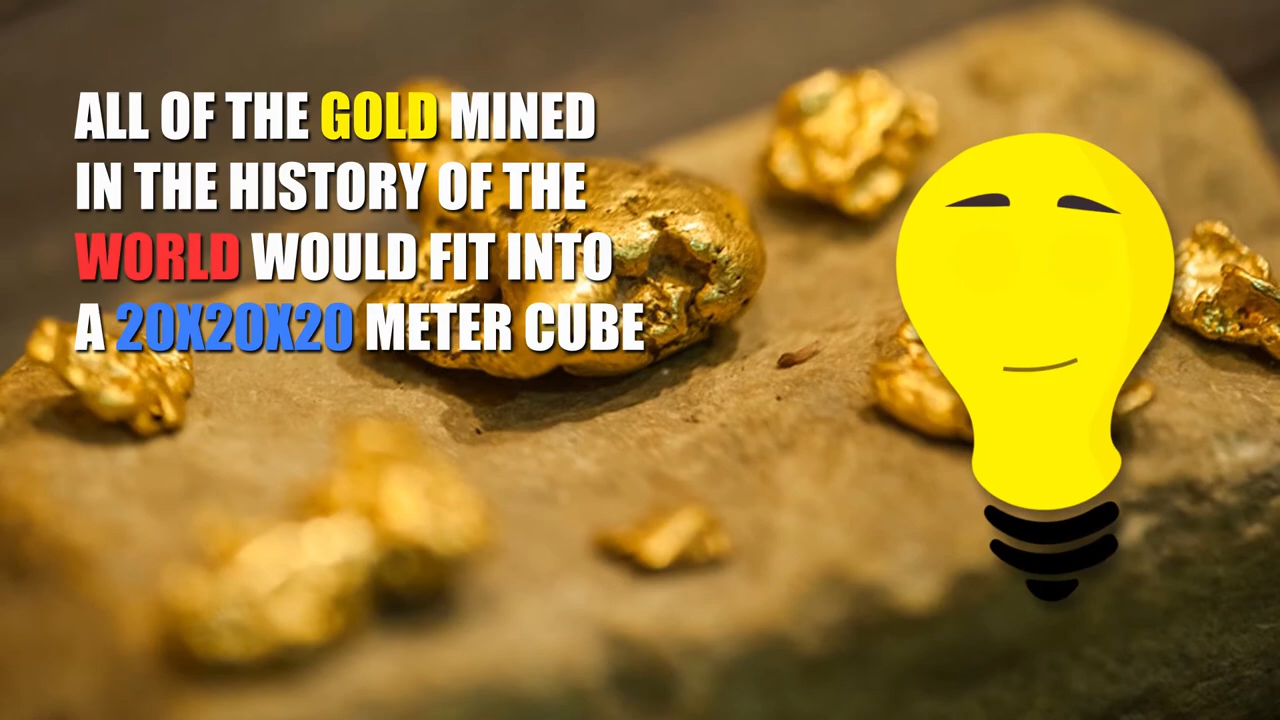 ALL OF THE GOLD MINED
IN THE HISTORY OF THE
WORLD WOULD FIT INTO
A 20X20X20 METER CUBE